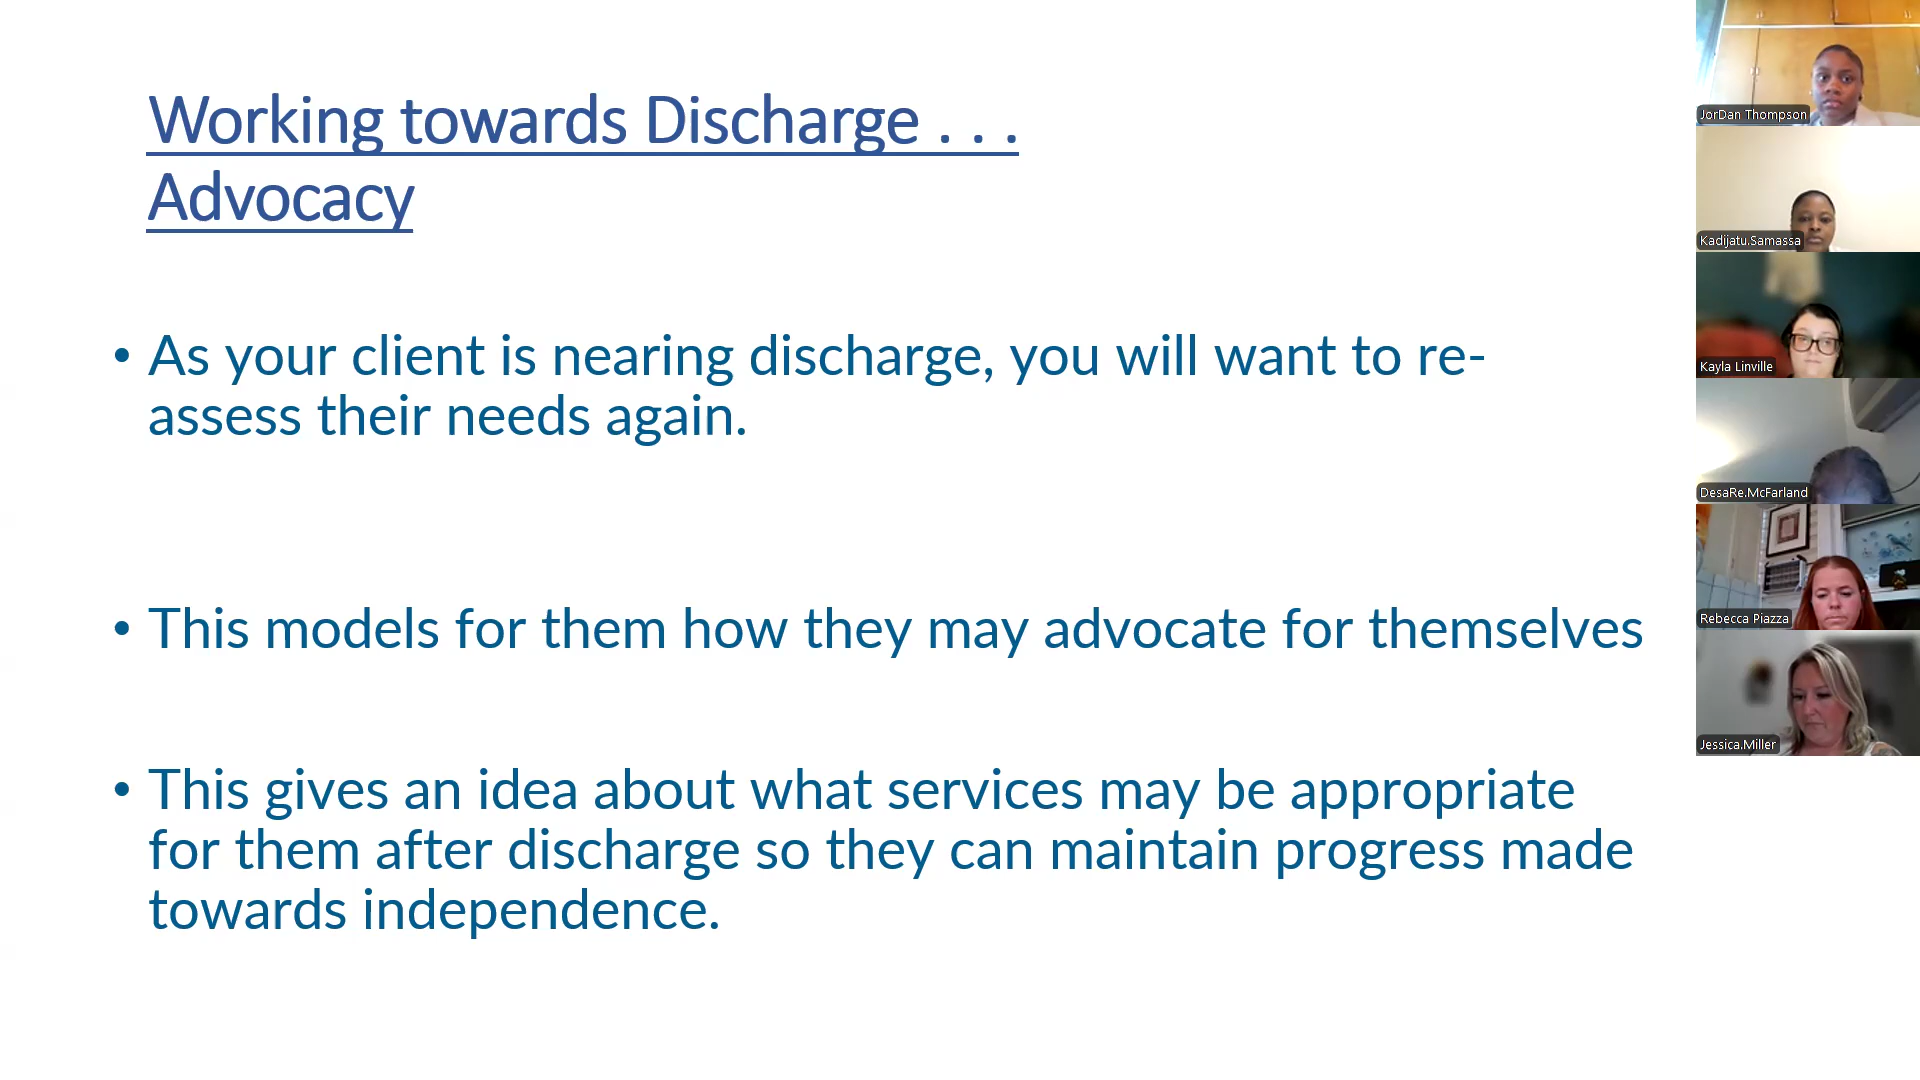 Working towards Discharge . . .
Advocacy
• As your client is nearing discharge, you will want to re-
assess their needs again.
• This models for them how they may advocate for themselves
• This gives an idea about what services may be appropriate
for them after discharge so they can maintain progress made
towards independence.
JorDan Thompson
Kadijatu.Samassa
Kayla Linville
DesaRe.McFarland
Rebecca Piazza
Jessica.Miller